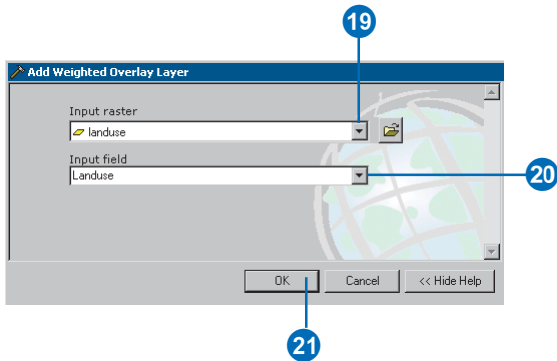 19
Add Weighted Overlay Layer
Input raster
landuse
Input field
Landuse
20
OK Cancel << Hide Help
21